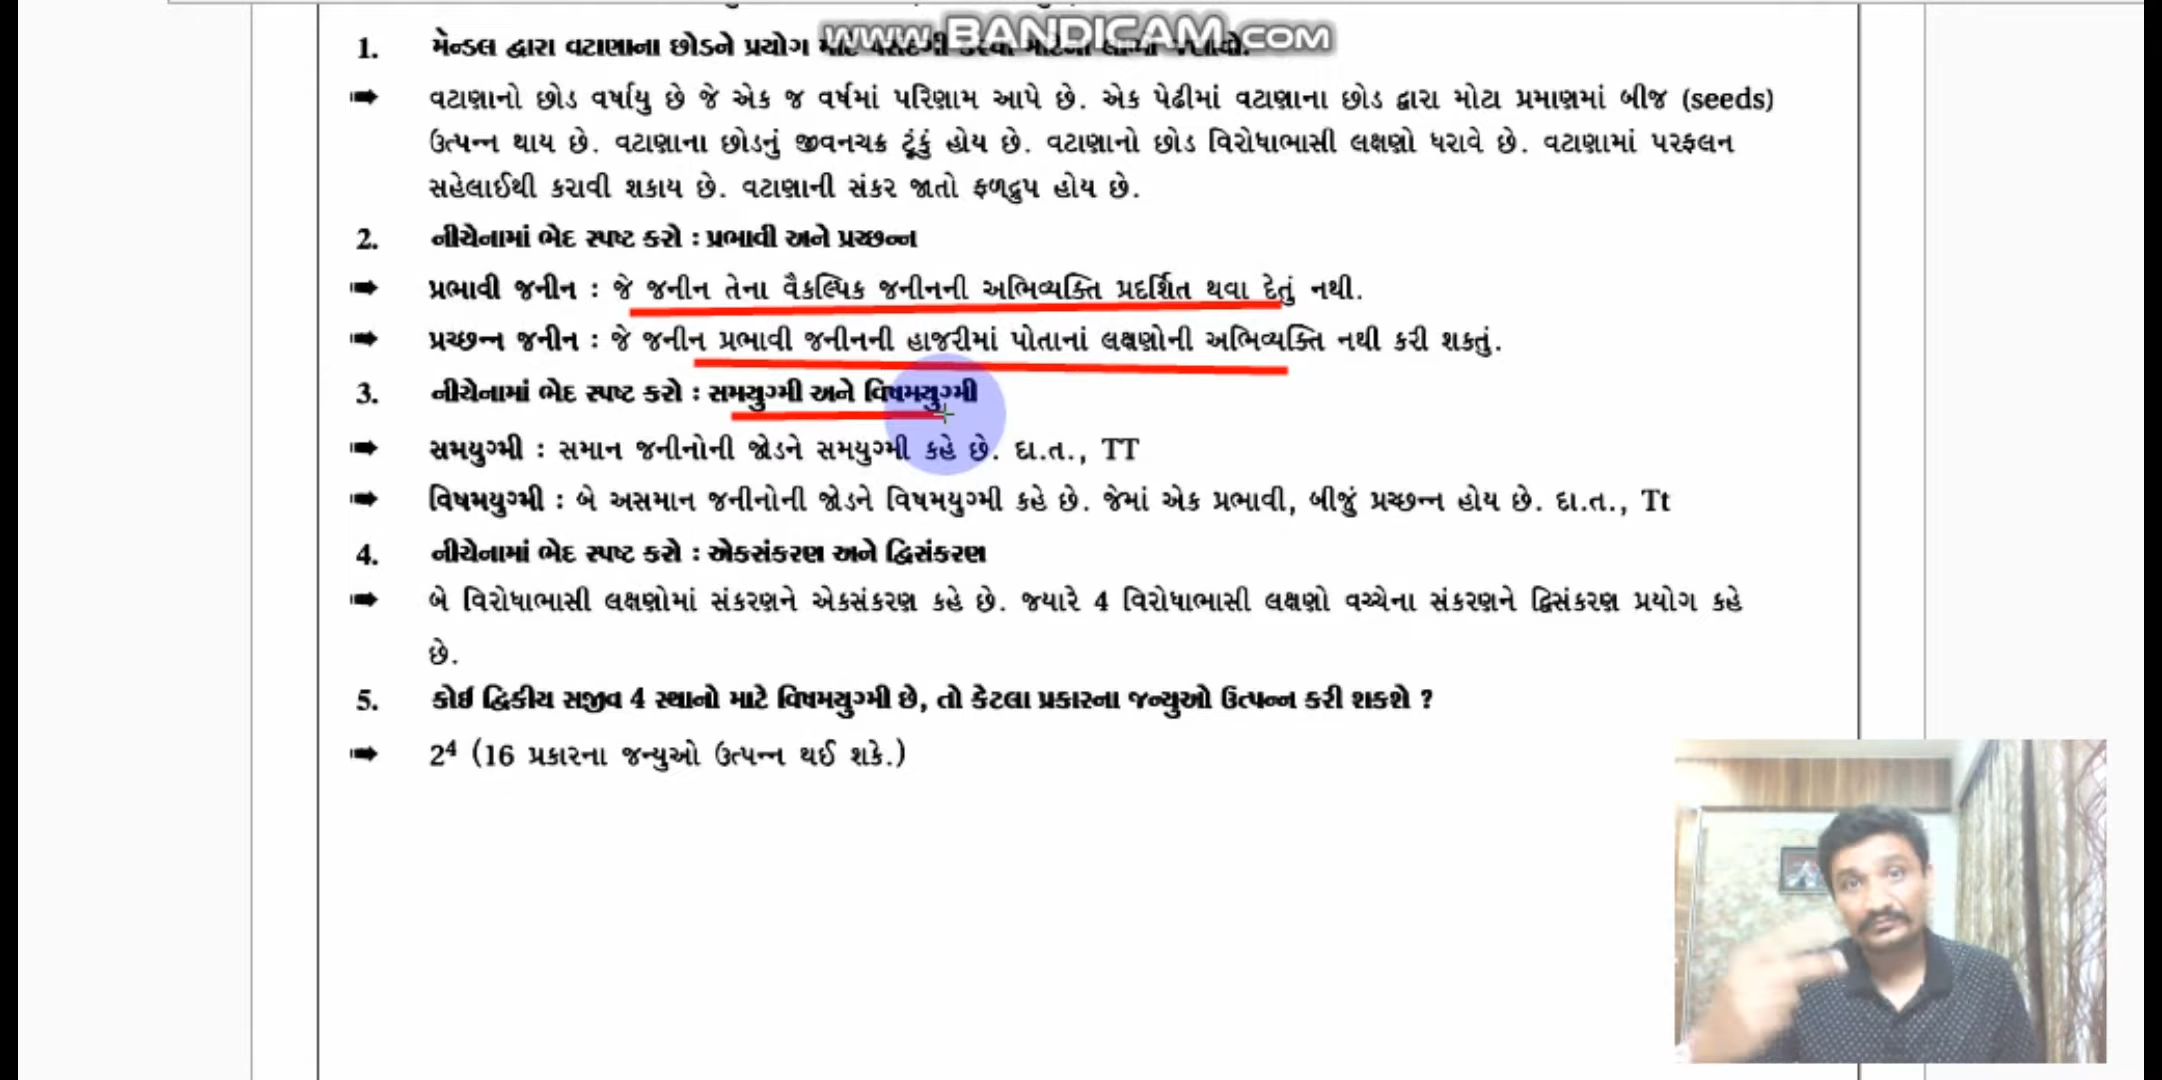 www.BANDICAM.com
1. મેન્ડલ દ્વારા વટાણાના છોડને પ્રયોગ માટે પસંદગી કરવા માટેના લાભો જણાવો.
➡ વટાણાનો છોડ વર્ષાયુ છે જે એક જ વર્ષમાં પરિણામ આપે છે. એક પેઢીમાં વટાણાના છોડ દ્વારા મોટા પ્રમાણમાં બીજ (seeds)
ઉત્પન્ન થાય છે. વટાણાના છોડનું જીવનચક્ર ટૂંકું હોય છે. વટાણાનો છોડ વિરોધાભાસી લક્ષણો ધરાવે છે. વટાણામાં પરફલન
સહેલાઈથી કરાવી શકાય છે. વટાણાની સંકર જાતો ફળદ્રુપ હોય છે.
2. નીચેનામાં ભેદ સ્પષ્ટ કરો : પ્રભાવી અને પ્રચ્છન્ન
➡ પ્રભાવી જનીન : જે જનીન તેના વૈકલ્પિક જનીનની અભિવ્યક્તિ પ્રદર્શિત થવા દેતું નથી.
➡ પ્રચ્છન્ન જનીન : જે જનીન પ્રભાવી જનીનની હાજરીમાં પોતાનાં લક્ષણોની અભિવ્યક્તિ નથી કરી શકતું.
3. નીચેનામાં ભેદ સ્પષ્ટ કરો : સમયુગ્મી અને વિષમયુગ્મી
➡ સમયુગ્મી : સમાન જનીનોની જોડને સમયુગ્મી કહે છે. દા.ત., TT
➡ વિષમયુગ્મી : બે અસમાન જનીનોની જોડને વિષમયુગ્મી કહે છે. જેમાં એક પ્રભાવી, બીજું પ્રચ્છન્ન હોય છે. દા.ત., Tt
4. નીચેનામાં ભેદ સ્પષ્ટ કરો : એકસંકરણ અને દ્વિસંકરણ
➡ બે વિરોધાભાસી લક્ષણોમાં સંકરણને એકસંકરણ કહે છે. જ્યારે 4 વિરોધાભાસી લક્ષણો વચ્ચેના સંકરણને દ્વિસંકરણ પ્રયોગ કહે
છે.
5. કોઈ દ્વિકીય સજીવ 4 સ્થાનો માટે વિષમયુગ્મી છે, તો કેટલા પ્રકારના જન્યુઓ ઉત્પન્ન કરી શકશે ?
➡ 2⁴ (16 પ્રકારના જન્યુઓ ઉત્પન્ન થઈ શકે.)